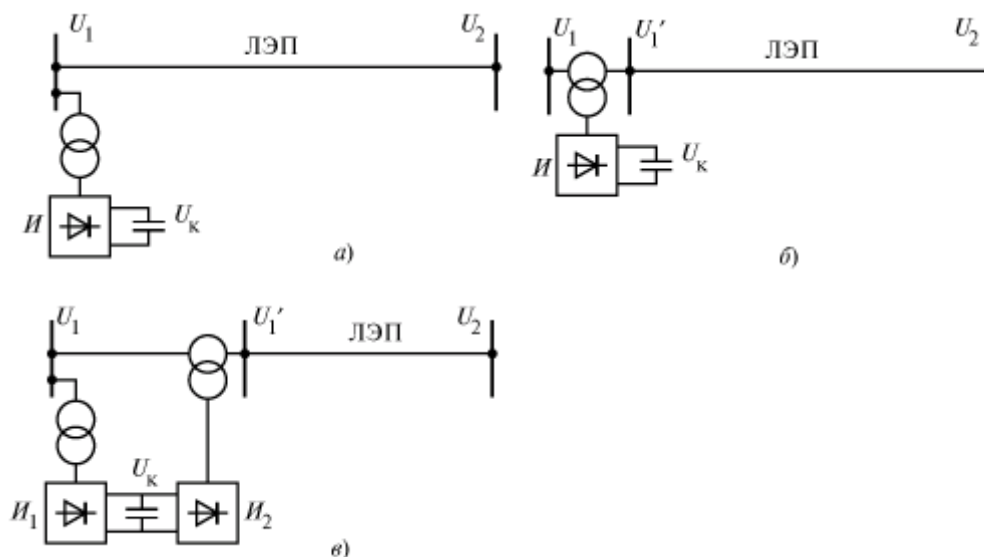 U₁
ЛЭП
U₂
И
Uк
а)
U₁
U₁′
ЛЭП
U₂
И
Uк
б)
U₁
U₁′
ЛЭП
U₂
И₁
Uк
И₂
в)